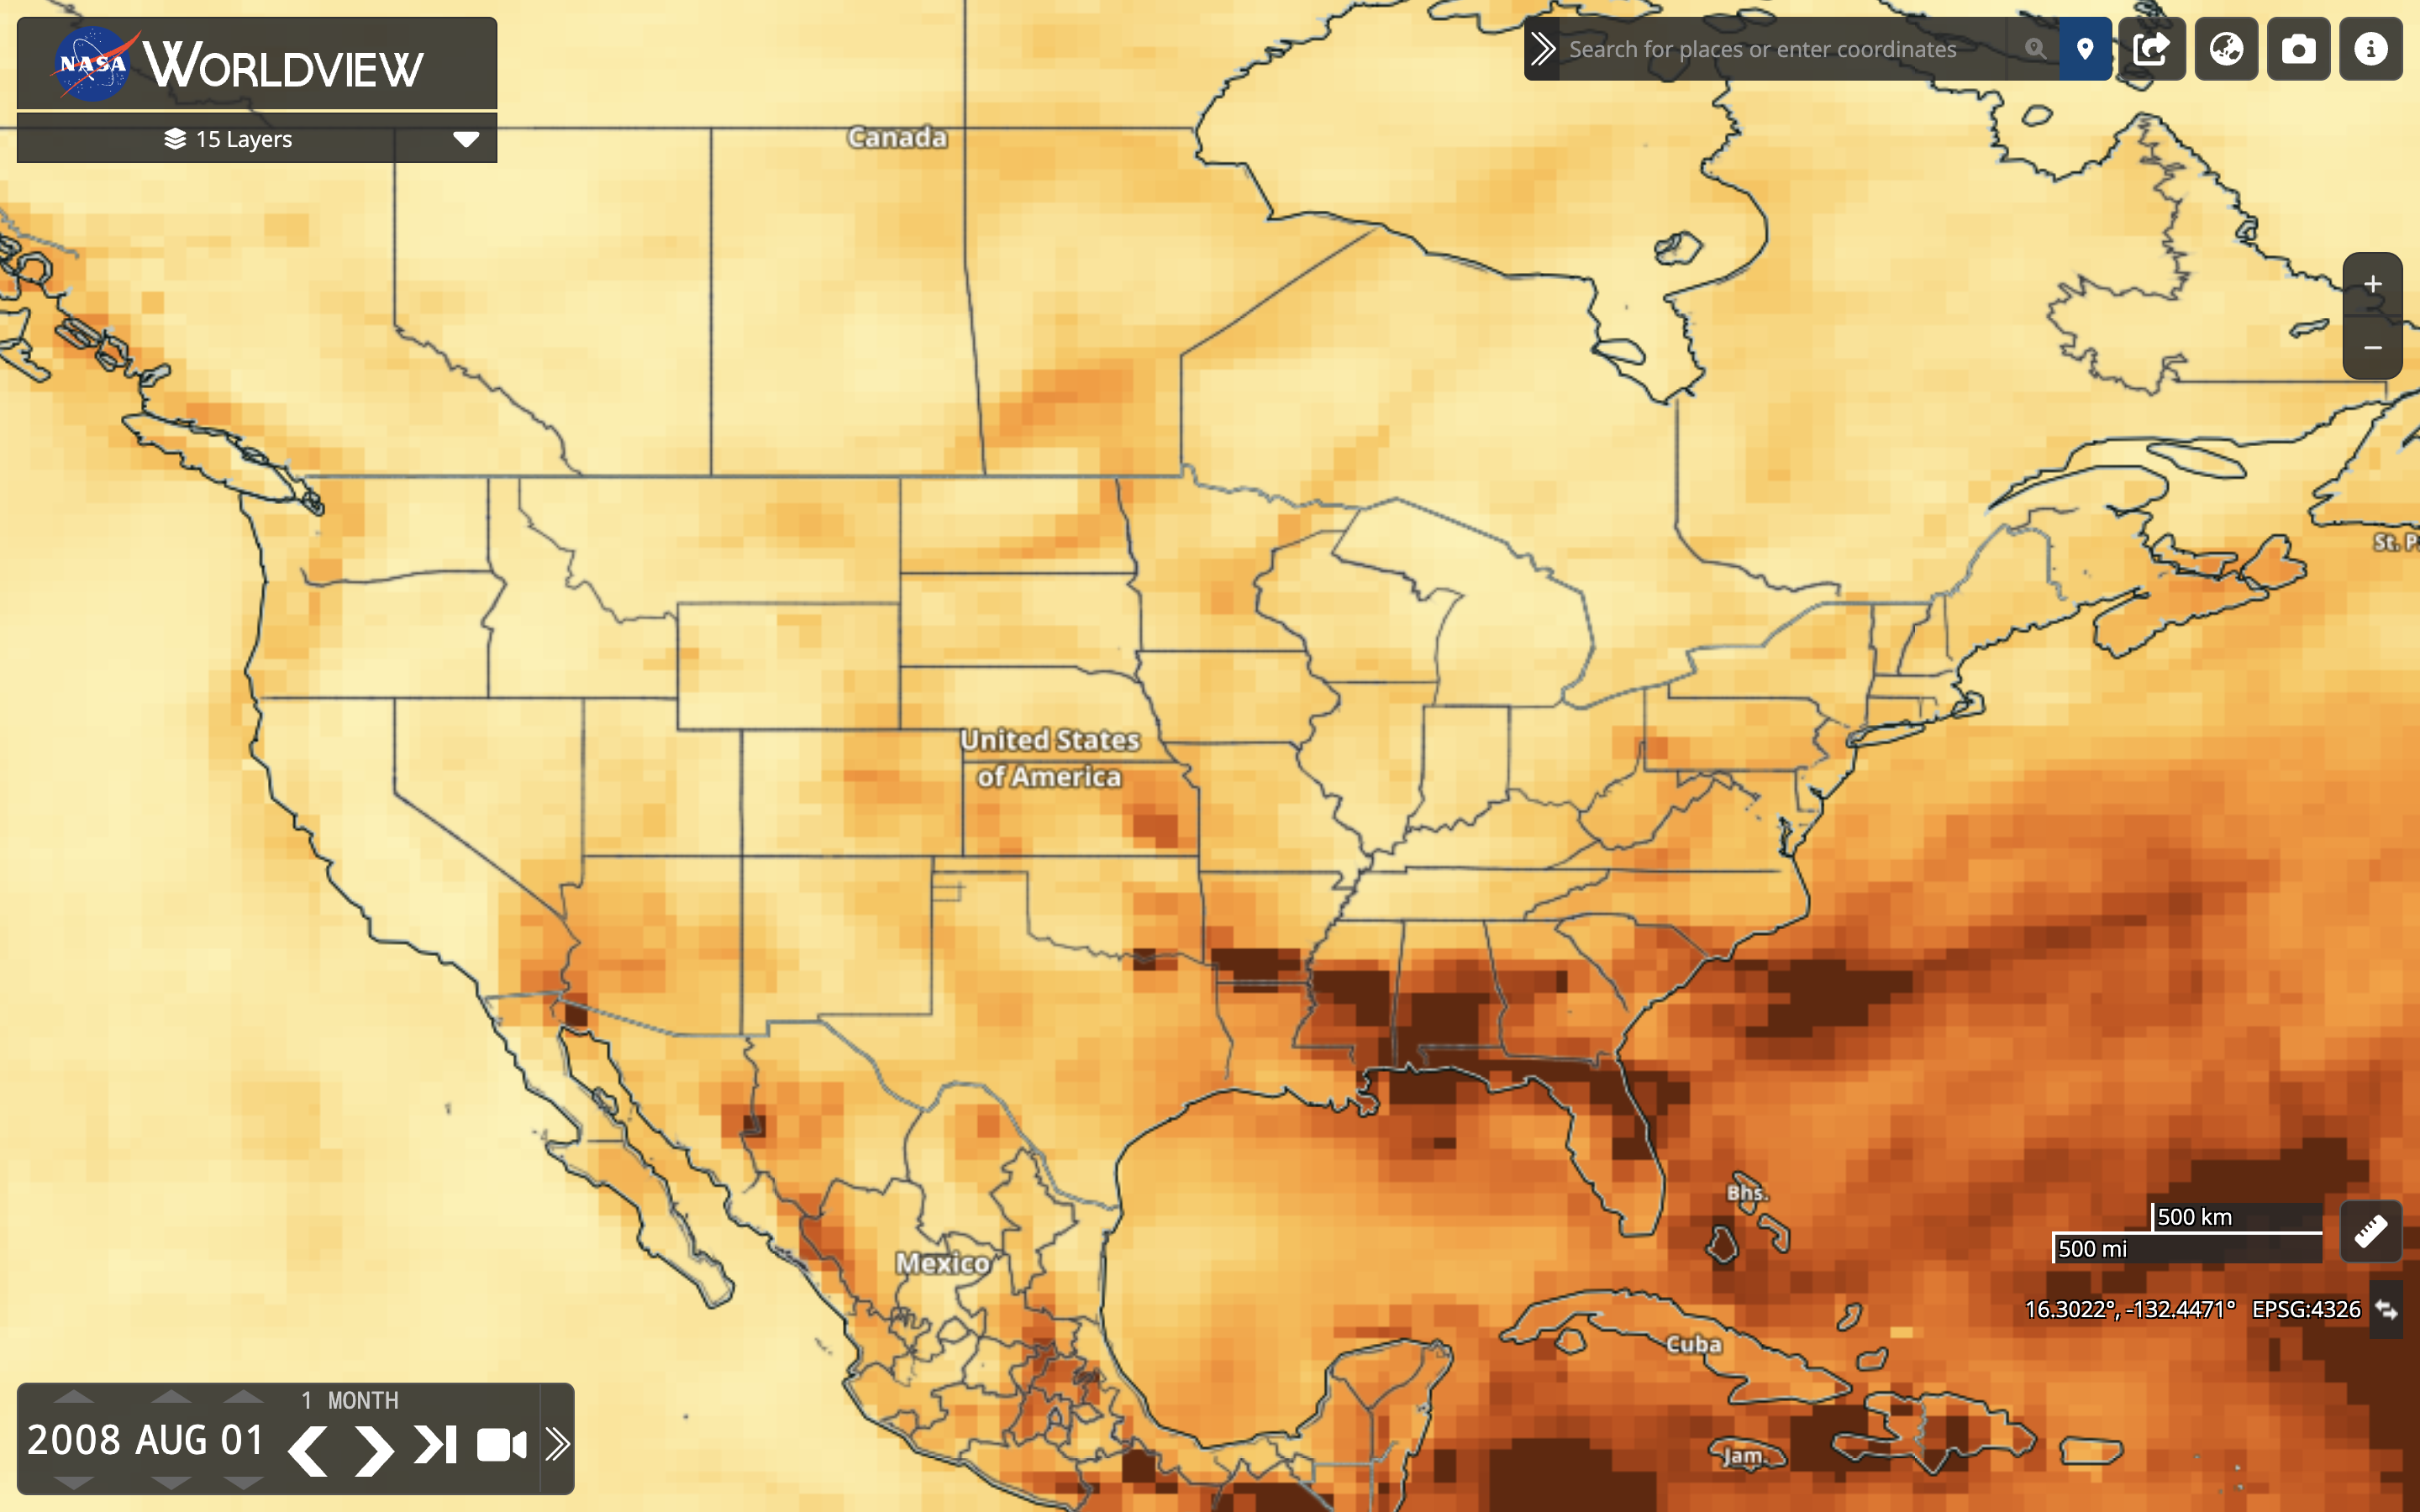 NASA WORLDVIEW
15 Layers
Search for places or enter coordinates
Canada
St. P
United States
of America
Bhs.
500 km
500 mi
Mexico
16.3022°, -132.4471° EPSG:4326
Cuba
Jam.
1 MONTH
2008 AUG 01